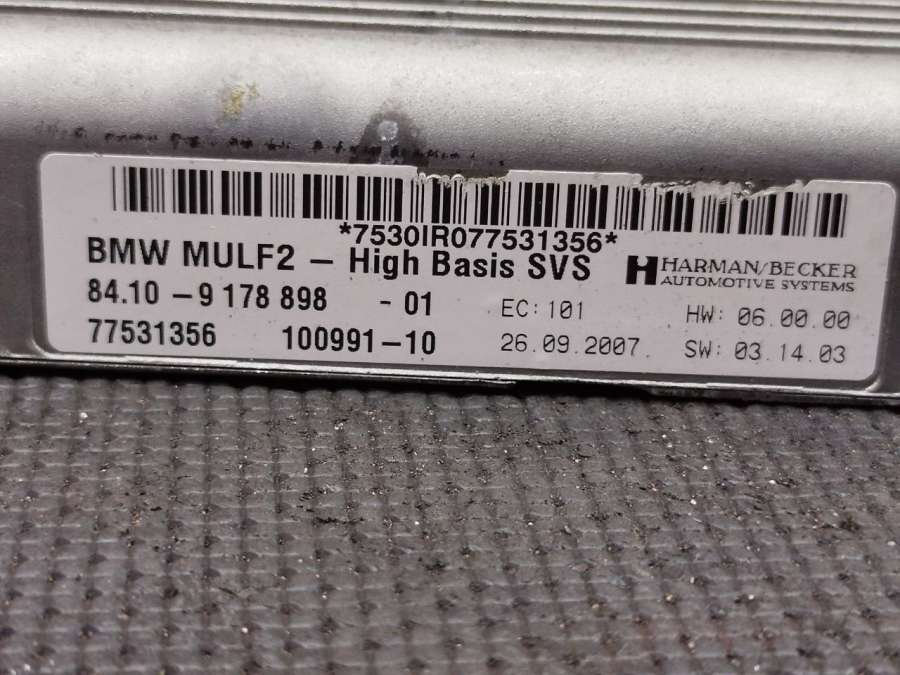 *7530IR077531356*
BMW MULF2 – High Basis SVS
HARMAN/BECKER
AUTOMOTIVE SYSTEMS
84.10 – 9 178 898 - 01
EC: 101
HW: 06.00.00
77531356 100991–10
26.09.2007.
SW: 03.14.03